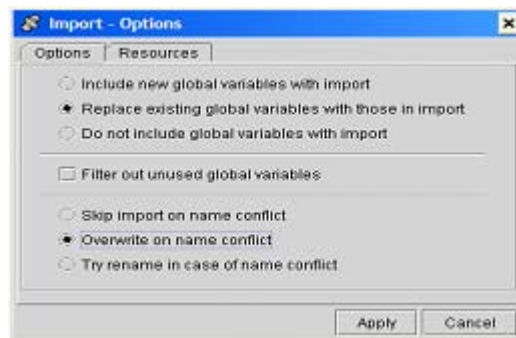 Import - Options
Options Resources
Include new global variables with import
Replace existing global variables with those in import
Do not include global variables with import
Filter out unused global variables
Skip import on name conflict
Overwrite on name conflict
Try rename in case of name conflict
Apply Cancel